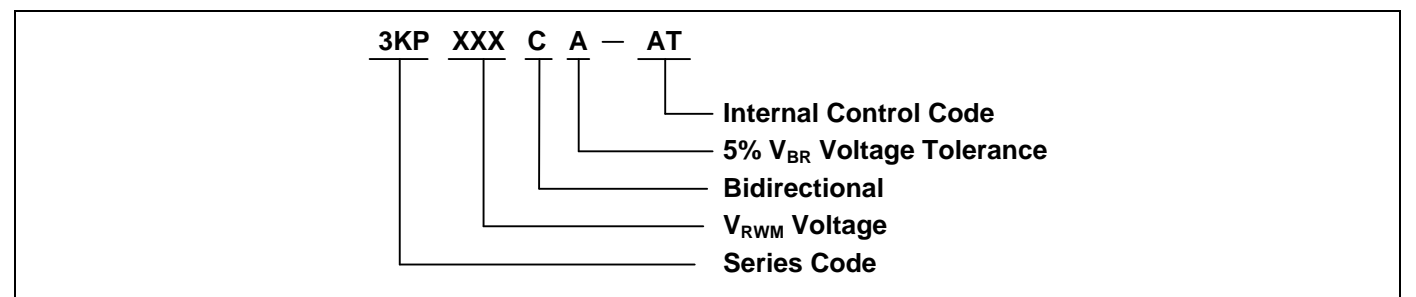 3KP XXX C A — AT
Internal Control Code
5% VBR Voltage Tolerance
Bidirectional
VRWM Voltage
Series Code